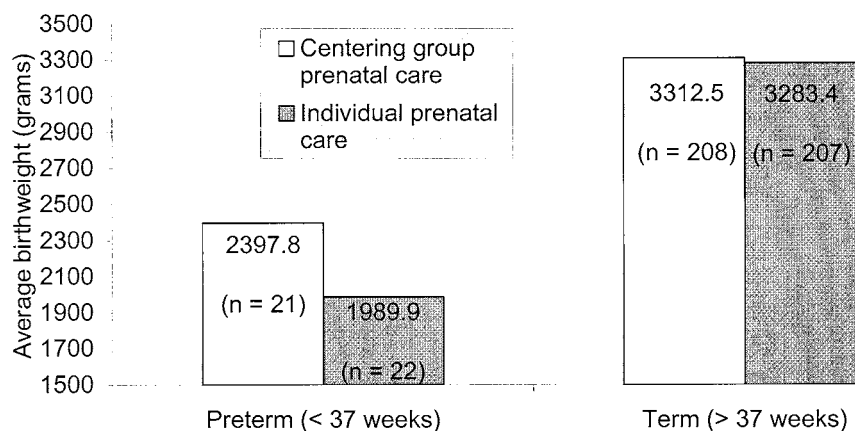 Average birthweight (grams)
3500
3300
3100
2900
2700
2500
2300
2100
1900
1700
1500
Centering group
prenatal care
Individual prenatal
care
2397.8
(n = 21)
1989.9
(n = 22)
3312.5
(n = 208)
3283.4
(n = 207)
Preterm (< 37 weeks)
Term (> 37 weeks)